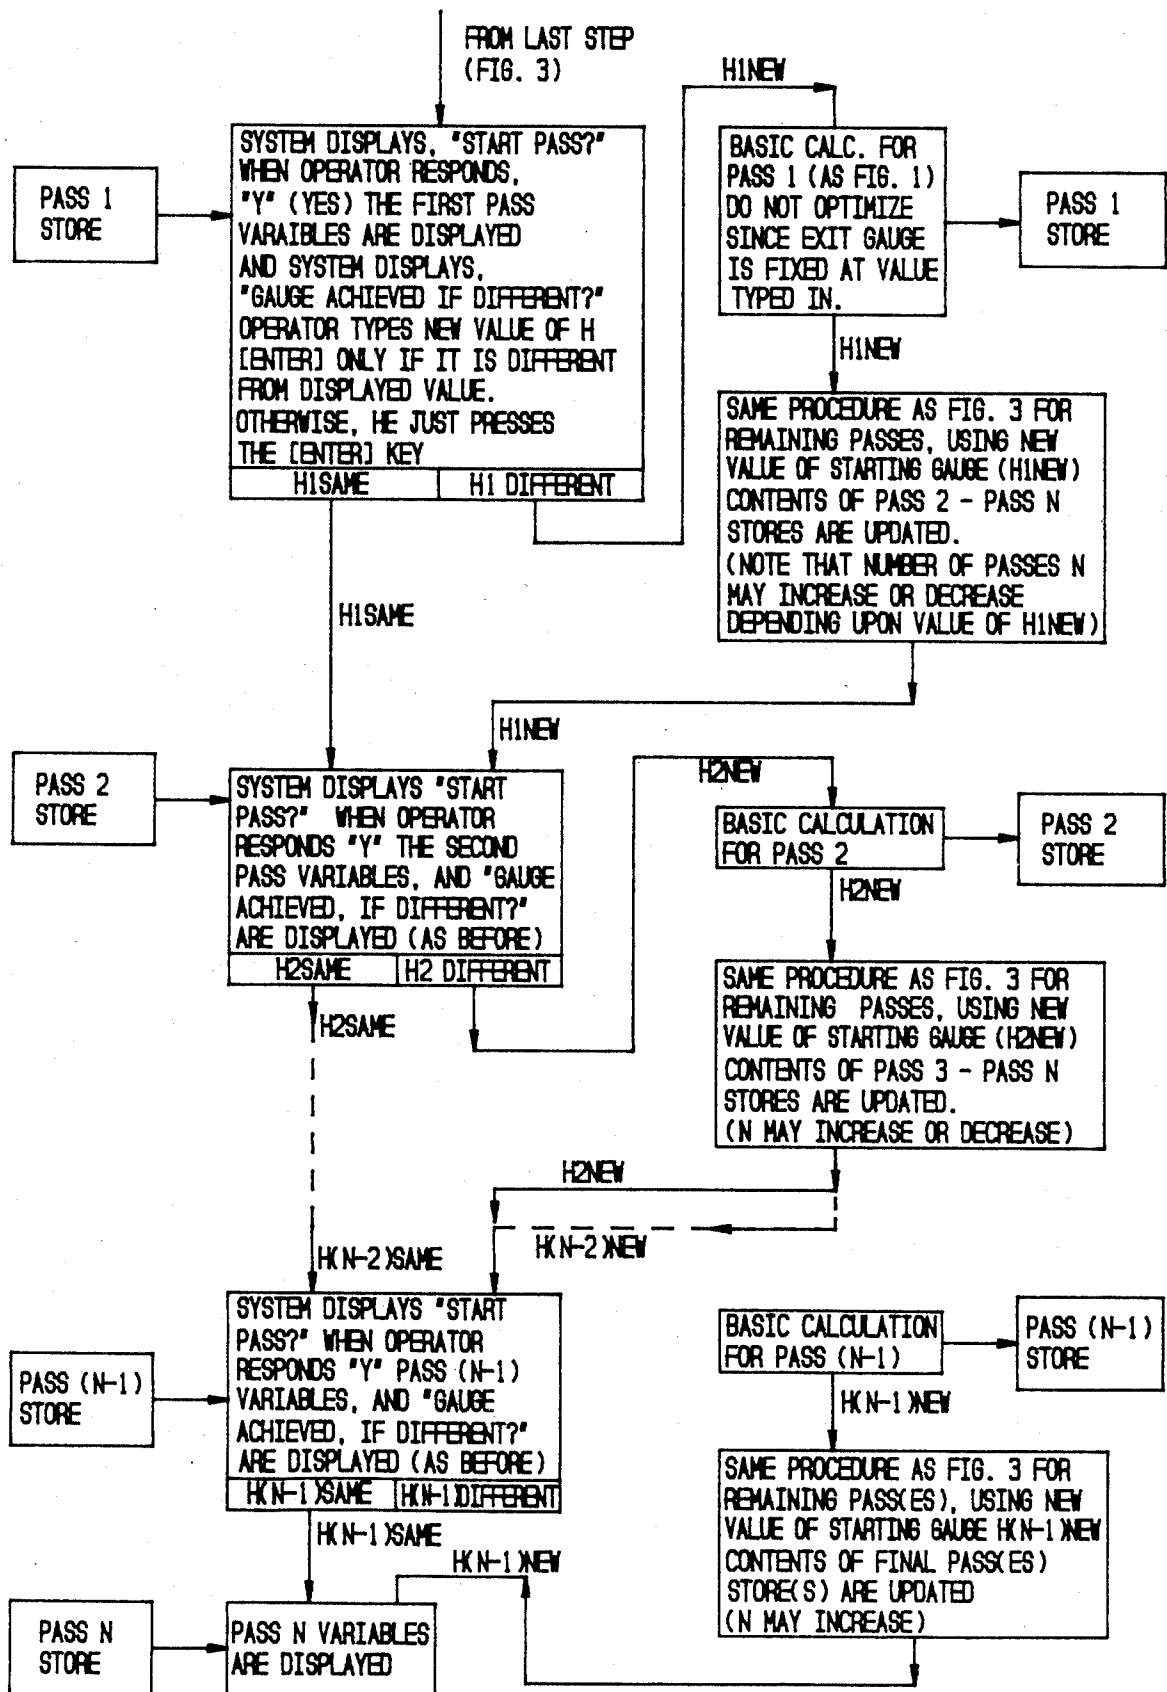 FROM LAST STEP
(FIG. 3)
H1NEW
PASS 1
STORE
SYSTEM DISPLAYS, "START PASS?"
WHEN OPERATOR RESPONDS,
"Y" (YES) THE FIRST PASS
VARAIBLES ARE DISPLAYED
AND SYSTEM DISPLAYS,
"GAUGE ACHIEVED IF DIFFERENT?"
OPERATOR TYPES NEW VALUE OF H
[ENTER] ONLY IF IT IS DIFFERENT
FROM DISPLAYED VALUE.
OTHERWISE, HE JUST PRESSES
THE [ENTER] KEY
H1SAME
H1 DIFFERENT
BASIC CALC. FOR
PASS 1 (AS FIG. 1)
DO NOT OPTIMIZE
SINCE EXIT GAUGE
IS FIXED AT VALUE
TYPED IN.
PASS 1
STORE
H1NEW
SAME PROCEDURE AS FIG. 3 FOR
REMAINING PASSES, USING NEW
VALUE OF STARTING GAUGE (H1NEW)
CONTENTS OF PASS 2 - PASS N
STORES ARE UPDATED.
(NOTE THAT NUMBER OF PASSES N
MAY INCREASE OR DECREASE
DEPENDING UPON VALUE OF H1NEW)
H1SAME
H1NEW
PASS 2
STORE
SYSTEM DISPLAYS "START
PASS?" WHEN OPERATOR
RESPONDS "Y" THE SECOND
PASS VARIABLES, AND "GAUGE
ACHIEVED, IF DIFFERENT?"
ARE DISPLAYED (AS BEFORE)
H2SAME
H2 DIFFERENT
H2NEW
BASIC CALCULATION
FOR PASS 2
PASS 2
STORE
H2NEW
SAME PROCEDURE AS FIG. 3 FOR
REMAINING PASSES, USING NEW
VALUE OF STARTING GAUGE (H2NEW)
CONTENTS OF PASS 3 - PASS N
STORES ARE UPDATED.
(N MAY INCREASE OR DECREASE)
H2SAME
H2NEW
H(N-2)NEW
H(N-2)SAME
PASS (N-1)
STORE
SYSTEM DISPLAYS "START
PASS?" WHEN OPERATOR
RESPONDS "Y" PASS (N-1)
VARIABLES, AND "GAUGE
ACHIEVED, IF DIFFERENT?"
ARE DISPLAYED (AS BEFORE)
H(N-1)SAME
H(N-1)DIFFERENT
BASIC CALCULATION
FOR PASS (N-1)
PASS (N-1)
STORE
H(N-1)NEW
SAME PROCEDURE AS FIG. 3 FOR
REMAINING PASS(ES), USING NEW
VALUE OF STARTING GAUGE H(N-1)NEW
CONTENTS OF FINAL PASS(ES)
STORE(S) ARE UPDATED
(N MAY INCREASE)
H(N-1)SAME
H(N-1)NEW
PASS N
STORE
PASS N VARIABLES
ARE DISPLAYED